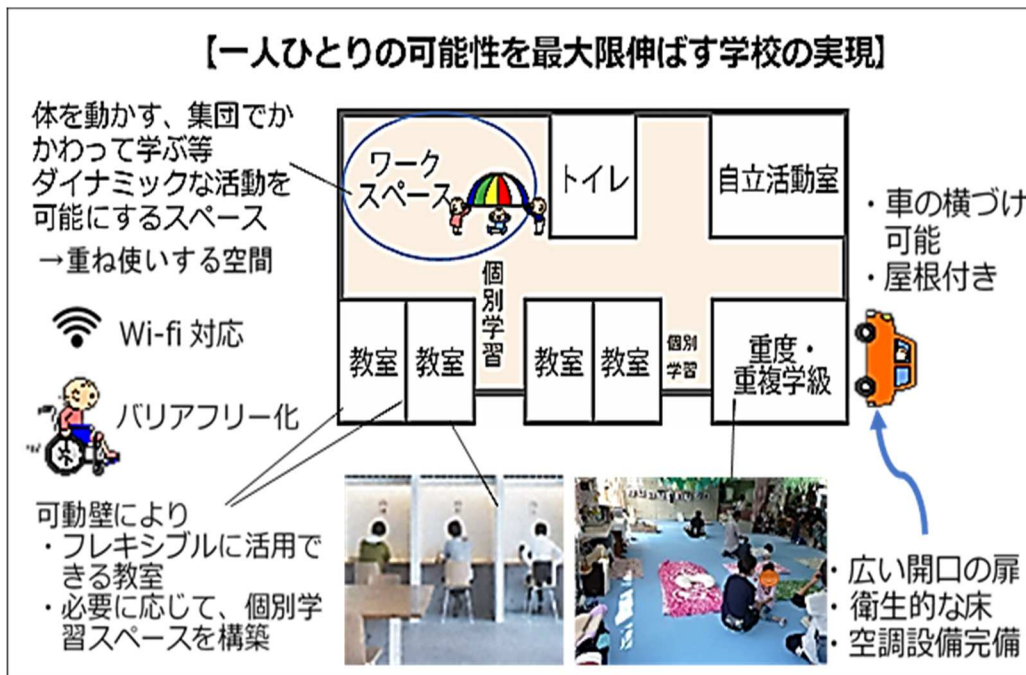 【一人ひとりの可能性を最大限伸ばす学校の実現】
体を動かす、集団でか
かわって学ぶ等
ダイナミックな活動を
可能にするスペース
→重ね使いする空間
Wi-fi 対応
バリアフリー化
可動壁により
・フレキシブルに活用で
きる教室
・必要に応じて、個別学
習スペースを構築
ワーク
スペース
トイレ
自立活動室
個別学習
教室
教室
教室
教室
個別
学習
重度・
重複学級
・車の横づけ
可能
・屋根付き
・広い開口の扉
・衛生的な床
・空調設備完備